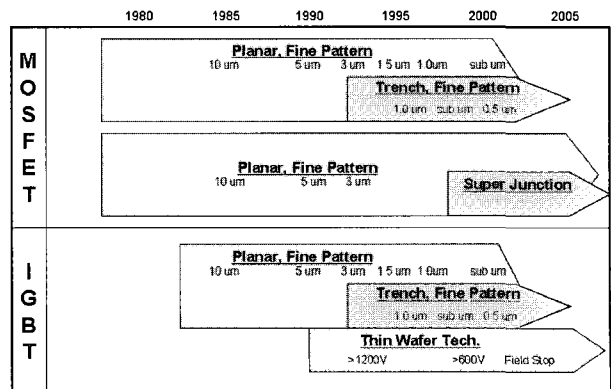 1980 1985 1990 1995 2000 2005
MOSFET
Planar, Fine Pattern
10 um 5 um 3 um 1.5 um 1.0um sub um
Trench, Fine Pattern
1.0 um sub um 0.5 um
Planar, Fine Pattern
10 um 5 um 3 um
Super Junction
IGBT
Planar, Fine Pattern
10 um 5 um 3 um 1.5 um 1.0um sub um
Trench, Fine Pattern
1.0 um sub um 0.5 um
Thin Wafer Tech.
>1200V >600V Field Stop